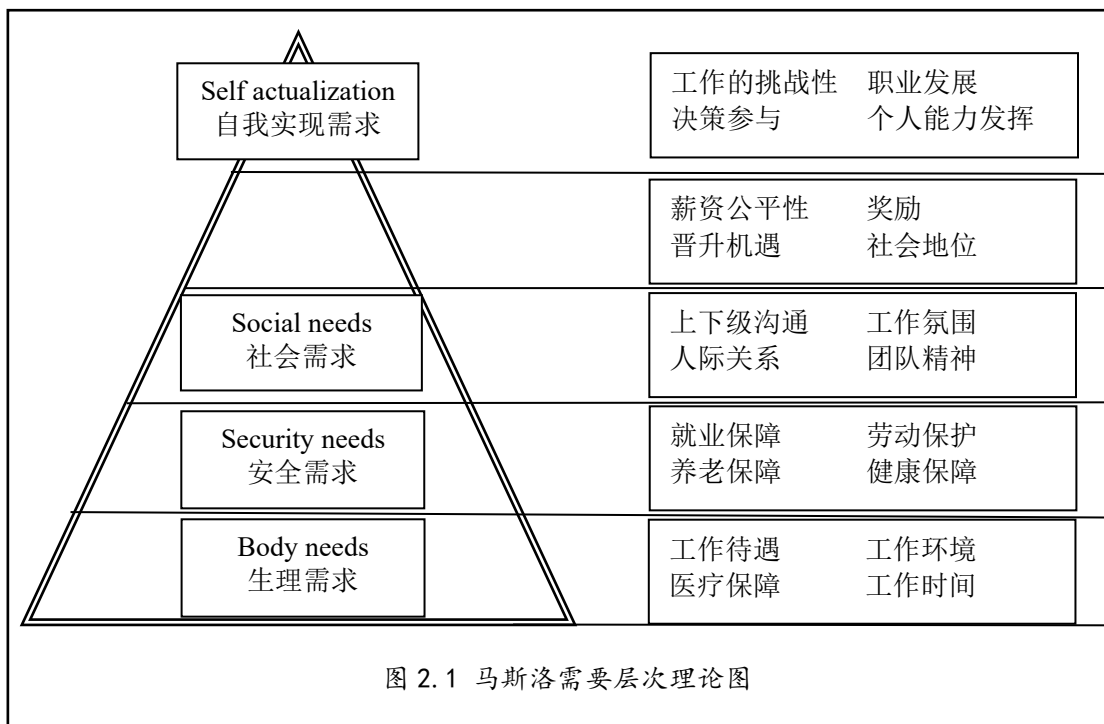 Self actualization
自我实现需求
工作的挑战性 职业发展
决策参与 个人能力发挥
薪资公平性 奖励
晋升机遇 社会地位
Social needs
社会需求
上下级沟通 工作氛围
人际关系 团队精神
Security needs
安全需求
就业保障 劳动保护
养老保障 健康保障
Body needs
生理需求
工作待遇 工作环境
医疗保障 工作时间
图 2.1 马斯洛需要层次理论图